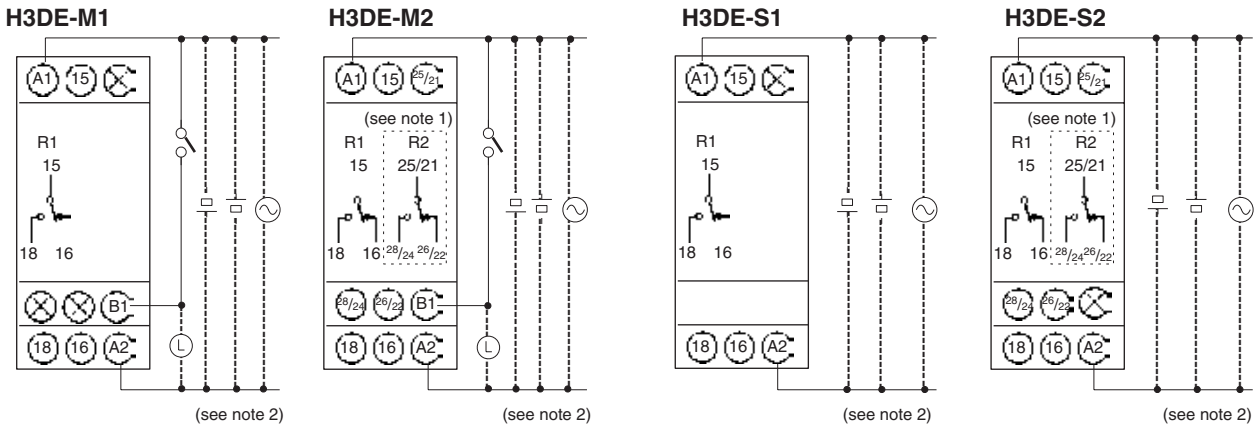 H3DE-M1
A1 15
R1
15
18 16
B1
18 16 A2
L
(see note 2)
H3DE-M2
A1 15 25/21
(see note 1)
R1 R2
15 25/21
18 16 28/24 26/22
28/24 26/22 B1
18 16 A2
L
(see note 2)
H3DE-S1
A1 15
R1
15
18 16
18 16 A2
(see note 2)
H3DE-S2
A1 15 25/21
(see note 1)
R1 R2
15 25/21
18 16 28/24 26/22
28/24 26/22
18 16 A2
(see note 2)